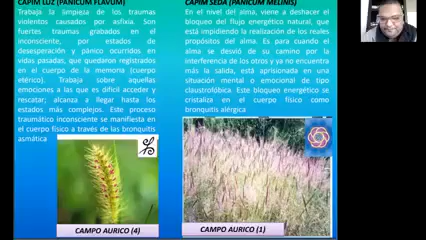 CAPIM LUZ (PANICUM FLAVUM)
Trabaja la limpieza de los traumas
violentos causados por asfixia. Son
fuertes traumas grabados en el
inconsciente, por estados de
desesperación y pánico ocurridos en
vidas pasadas, que quedaron registrados
en el cuerpo de la memoria (cuerpo
etérico). Trabaja sobre aquellas
emociones a las que es difícil acceder y
rescatar; alcanza a llegar hasta los
estados más complejos. Este proceso
traumático inconsciente se manifiesta en
el cuerpo físico a través de las bronquitis
asmática
CAMPO AURICO (4)
CAPIM SEDA (PANICUM MELINIS)
En el nivel del alma, viene a deshacer el
bloqueo del flujo energético natural, que
está impidiendo la realización de los reales
propósitos del alma. Es para cuando el
alma se desvió de su camino por la
interferencia de los otros y ya no encuentra
más la salida, está aprisionada en una
situación mental o emocional de tipo
claustrofóbica. Este bloqueo energético se
cristaliza en el cuerpo físico como
bronquitis alérgica
CAMPO AURICO (1)